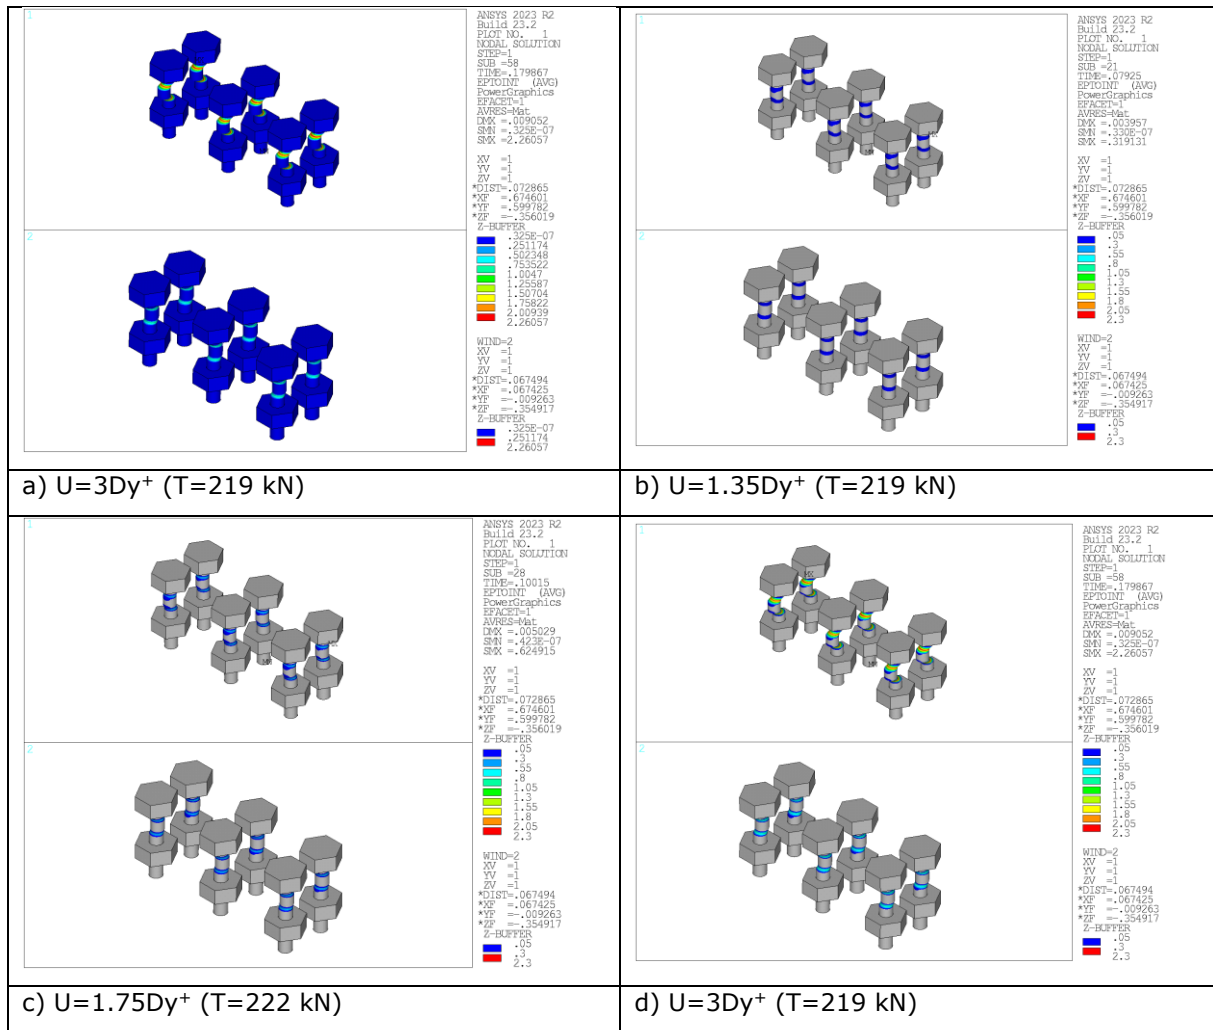 1
ANSYS 2023 R2
Build 23.2
PLOT NO. 1
NODAL SOLUTION
STEP=1
SUB =58
TIME=.179867
EPTOINT (AVG)
PowerGraphics
EFACET=1
AVRES=Mat
DMX =.009052
SMN =.325E-07
SMX =2.26057
XV =1
YV =1
ZV =1
*DIST=.072865
*XF =.674601
*YF =.599782
*ZF =-.356019
Z-BUFFER
.325E-07
.251174
.502348
.753522
1.0047
1.25587
1.50704
1.75822
2.00939
2.26057
2
WIND=2
XV =1
YV =1
ZV =1
*DIST=.067494
*XF =.067425
*YF =-.009263
*ZF =-.354917
Z-BUFFER
.325E-07
.251174
2.26057
a) U=3Dy⁺ (T=219 kN)
1
MX
MN
ANSYS 2023 R2
Build 23.2
PLOT NO. 1
NODAL SOLUTION
STEP=1
SUB =21
TIME=.07925
EPTOINT (AVG)
PowerGraphics
EFACET=1
AVRES=Mat
DMX =.003957
SMN =.330E-07
SMX =.319131
XV =1
YV =1
ZV =1
*DIST=.072865
*XF =.674601
*YF =.599782
*ZF =-.356019
Z-BUFFER
.05
.3
.55
.8
1.05
1.3
1.55
1.8
2.05
2.3
2
WIND=2
XV =1
YV =1
ZV =1
*DIST=.067494
*XF =.067425
*YF =-.009263
*ZF =-.354917
Z-BUFFER
.05
.3
2.3
b) U=1.35Dy⁺ (T=219 kN)
1
MX
MN
ANSYS 2023 R2
Build 23.2
PLOT NO. 1
NODAL SOLUTION
STEP=1
SUB =28
TIME=.10015
EPTOINT (AVG)
PowerGraphics
EFACET=1
AVRES=Mat
DMX =.005029
SMN =.423E-07
SMX =.624915
XV =1
YV =1
ZV =1
*DIST=.072865
*XF =.674601
*YF =.599782
*ZF =-.356019
Z-BUFFER
.05
.3
.55
.8
1.05
1.3
1.55
1.8
2.05
2.3
2
WIND=2
XV =1
YV =1
ZV =1
*DIST=.067494
*XF =.067425
*YF =-.009263
*ZF =-.354917
Z-BUFFER
.05
.3
2.3
c) U=1.75Dy⁺ (T=222 kN)
1
MX
MN
ANSYS 2023 R2
Build 23.2
PLOT NO. 1
NODAL SOLUTION
STEP=1
SUB =58
TIME=.179867
EPTOINT (AVG)
PowerGraphics
EFACET=1
AVRES=Mat
DMX =.009052
SMN =.325E-07
SMX =2.26057
XV =1
YV =1
ZV =1
*DIST=.072865
*XF =.674601
*YF =.599782
*ZF =-.356019
Z-BUFFER
.05
.3
.55
.8
1.05
1.3
1.55
1.8
2.05
2.3
2
WIND=2
XV =1
YV =1
ZV =1
*DIST=.067494
*XF =.067425
*YF =-.009263
*ZF =-.354917
Z-BUFFER
.05
.3
2.3
d) U=3Dy⁺ (T=219 kN)